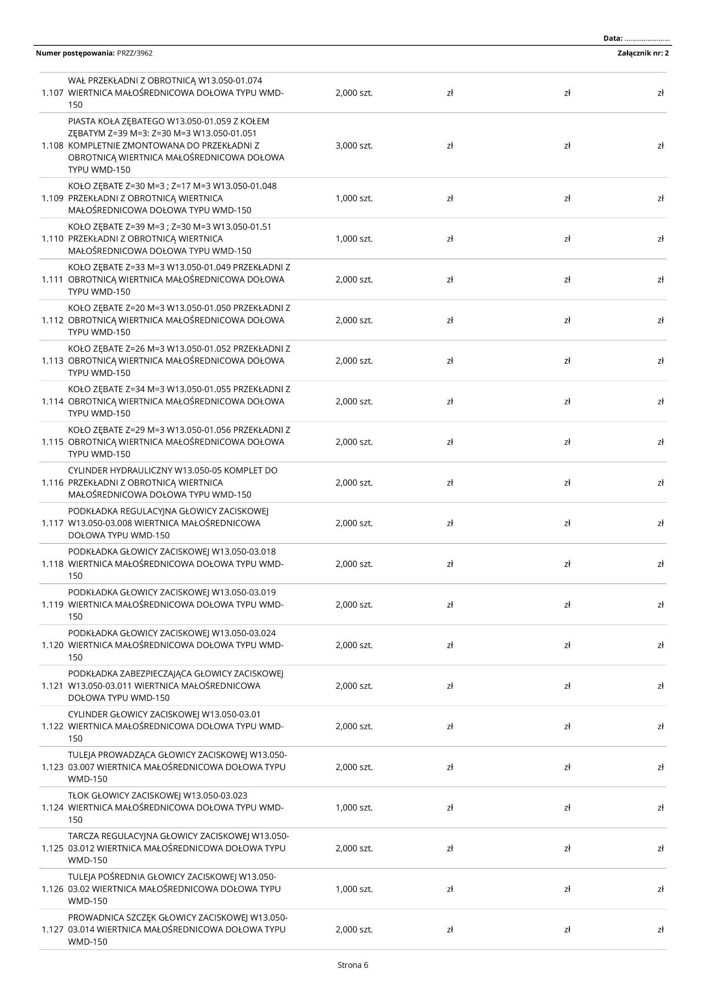 Data: ........................
Numer postępowania: PRZZ/3962 Załącznik nr: 2
WAŁ PRZEKŁADNI Z OBROTNICĄ W13.050-01.074
1.107 WIERTNICA MAŁOŚREDNICOWA DOŁOWA TYPU WMD- 2,000 szt. zł zł zł
150
PIASTA KOŁA ZĘBATEGO W13.050-01.059 Z KOŁEM
ZĘBATYM Z=39 M=3: Z=30 M=3 W13.050-01.051
1.108 KOMPLETNIE ZMONTOWANA DO PRZEKŁADNI Z 3,000 szt. zł zł zł
OBROTNICĄ WIERTNICA MAŁOŚREDNICOWA DOŁOWA
TYPU WMD-150
KOŁO ZĘBATE Z=30 M=3 ; Z=17 M=3 W13.050-01.048
1.109 PRZEKŁADNI Z OBROTNICĄ WIERTNICA 1,000 szt. zł zł zł
MAŁOŚREDNICOWA DOŁOWA TYPU WMD-150
KOŁO ZĘBATE Z=39 M=3 ; Z=30 M=3 W13.050-01.51
1.110 PRZEKŁADNI Z OBROTNICĄ WIERTNICA 1,000 szt. zł zł zł
MAŁOŚREDNICOWA DOŁOWA TYPU WMD-150
KOŁO ZĘBATE Z=33 M=3 W13.050-01.049 PRZEKŁADNI Z
1.111 OBROTNICĄ WIERTNICA MAŁOŚREDNICOWA DOŁOWA 2,000 szt. zł zł zł
TYPU WMD-150
KOŁO ZĘBATE Z=20 M=3 W13.050-01.050 PRZEKŁADNI Z
1.112 OBROTNICĄ WIERTNICA MAŁOŚREDNICOWA DOŁOWA 2,000 szt. zł zł zł
TYPU WMD-150
KOŁO ZĘBATE Z=26 M=3 W13.050-01.052 PRZEKŁADNI Z
1.113 OBROTNICĄ WIERTNICA MAŁOŚREDNICOWA DOŁOWA 2,000 szt. zł zł zł
TYPU WMD-150
KOŁO ZĘBATE Z=34 M=3 W13.050-01.055 PRZEKŁADNI Z
1.114 OBROTNICĄ WIERTNICA MAŁOŚREDNICOWA DOŁOWA 2,000 szt. zł zł zł
TYPU WMD-150
KOŁO ZĘBATE Z=29 M=3 W13.050-01.056 PRZEKŁADNI Z
1.115 OBROTNICĄ WIERTNICA MAŁOŚREDNICOWA DOŁOWA 2,000 szt. zł zł zł
TYPU WMD-150
CYLINDER HYDRAULICZNY W13.050-05 KOMPLET DO
1.116 PRZEKŁADNI Z OBROTNICĄ WIERTNICA 2,000 szt. zł zł zł
MAŁOŚREDNICOWA DOŁOWA TYPU WMD-150
PODKŁADKA REGULACYJNA GŁOWICY ZACISKOWEJ
1.117 W13.050-03.008 WIERTNICA MAŁOŚREDNICOWA 2,000 szt. zł zł zł
DOŁOWA TYPU WMD-150
PODKŁADKA GŁOWICY ZACISKOWEJ W13.050-03.018
1.118 WIERTNICA MAŁOŚREDNICOWA DOŁOWA TYPU WMD- 2,000 szt. zł zł zł
150
PODKŁADKA GŁOWICY ZACISKOWEJ W13.050-03.019
1.119 WIERTNICA MAŁOŚREDNICOWA DOŁOWA TYPU WMD- 2,000 szt. zł zł zł
150
PODKŁADKA GŁOWICY ZACISKOWEJ W13.050-03.024
1.120 WIERTNICA MAŁOŚREDNICOWA DOŁOWA TYPU WMD- 2,000 szt. zł zł zł
150
PODKŁADKA ZABEZPIECZAJĄCA GŁOWICY ZACISKOWEJ
1.121 W13.050-03.011 WIERTNICA MAŁOŚREDNICOWA 2,000 szt. zł zł zł
DOŁOWA TYPU WMD-150
CYLINDER GŁOWICY ZACISKOWEJ W13.050-03.01
1.122 WIERTNICA MAŁOŚREDNICOWA DOŁOWA TYPU WMD- 2,000 szt. zł zł zł
150
TULEJA PROWADZĄCA GŁOWICY ZACISKOWEJ W13.050-
1.123 03.007 WIERTNICA MAŁOŚREDNICOWA DOŁOWA TYPU 2,000 szt. zł zł zł
WMD-150
TŁOK GŁOWICY ZACISKOWEJ W13.050-03.023
1.124 WIERTNICA MAŁOŚREDNICOWA DOŁOWA TYPU WMD- 1,000 szt. zł zł zł
150
TARCZA REGULACYJNA GŁOWICY ZACISKOWEJ W13.050-
1.125 03.012 WIERTNICA MAŁOŚREDNICOWA DOŁOWA TYPU 2,000 szt. zł zł zł
WMD-150
TULEJA POŚREDNIA GŁOWICY ZACISKOWEJ W13.050-
1.126 03.02 WIERTNICA MAŁOŚREDNICOWA DOŁOWA TYPU 1,000 szt. zł zł zł
WMD-150
PROWADNICA SZCZĘK GŁOWICY ZACISKOWEJ W13.050-
1.127 03.014 WIERTNICA MAŁOŚREDNICOWA DOŁOWA TYPU 2,000 szt. zł zł zł
WMD-150
Strona 6